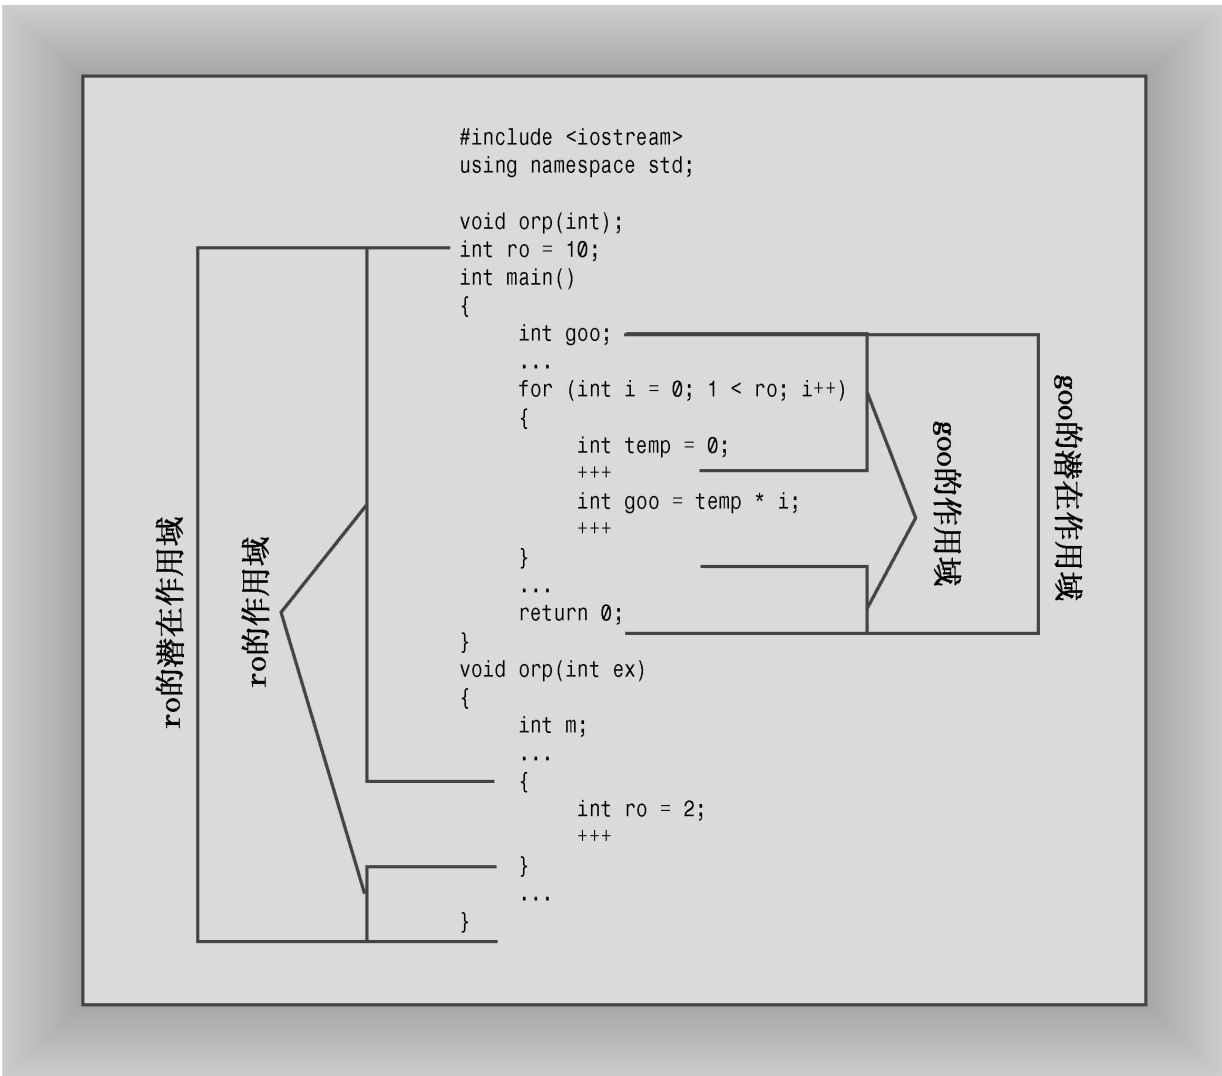 #include <iostream>
using namespace std;
void orp(int);
int ro = 10;
int main()
{
int goo;
...
for (int i = 0; 1 < ro; i++)
{
int temp = 0;
+++
int goo = temp * i;
+++
}
...
return 0;
}
void orp(int ex)
{
int m;
...
{
int ro = 2;
+++
}
...
}
ro的潜在作用域
ro的作用域
goo的作用域
goo的潜在作用域